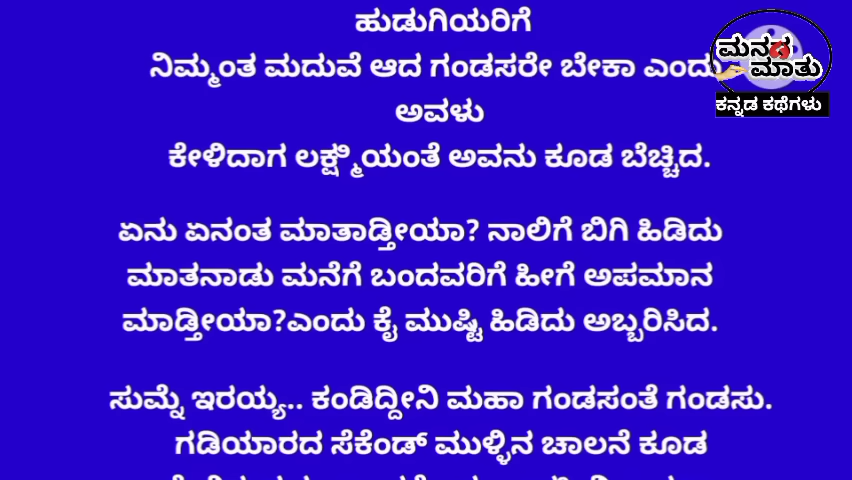 ಹುಡುಗಿಯರಿಗೆ
ನಿಮ್ಮಂತ ಮದುವೆ ಆದ ಗಂಡಸರೇ ಬೇಕಾ ಎಂದು
ಅವಳು
ಕೇಳಿದಾಗ ಲಕ್ಷ್ಮಿಯಂತೆ ಅವನು ಕೂಡ ಬೆಚ್ಚಿದ.
ಏನು ಏನಂತ ಮಾತಾಡ್ತೀಯಾ? ನಾಲಿಗೆ ಬಿಗಿ ಹಿಡಿದು
ಮಾತನಾಡು ಮನೆಗೆ ಬಂದವರಿಗೆ ಹೀಗೆ ಅಪಮಾನ
ಮಾಡ್ತೀಯಾ?ಎಂದು ಕೈ ಮುಷ್ಟಿ ಹಿಡಿದು ಅಬ್ಬರಿಸಿದ.
ಸುಮ್ನೆ ಇರಯ್ಯ.. ಕಂಡಿದ್ದೀನಿ ಮಹಾ ಗಂಡಸಂತೆ ಗಂಡಸು.
ಗಡಿಯಾರದ ಸೆಕೆಂಡ್ ಮುಳ್ಳಿನ ಚಾಲನೆ ಕೂಡ
ಮನದ
ಮಾತು
ಕನ್ನಡ ಕಥೆಗಳು